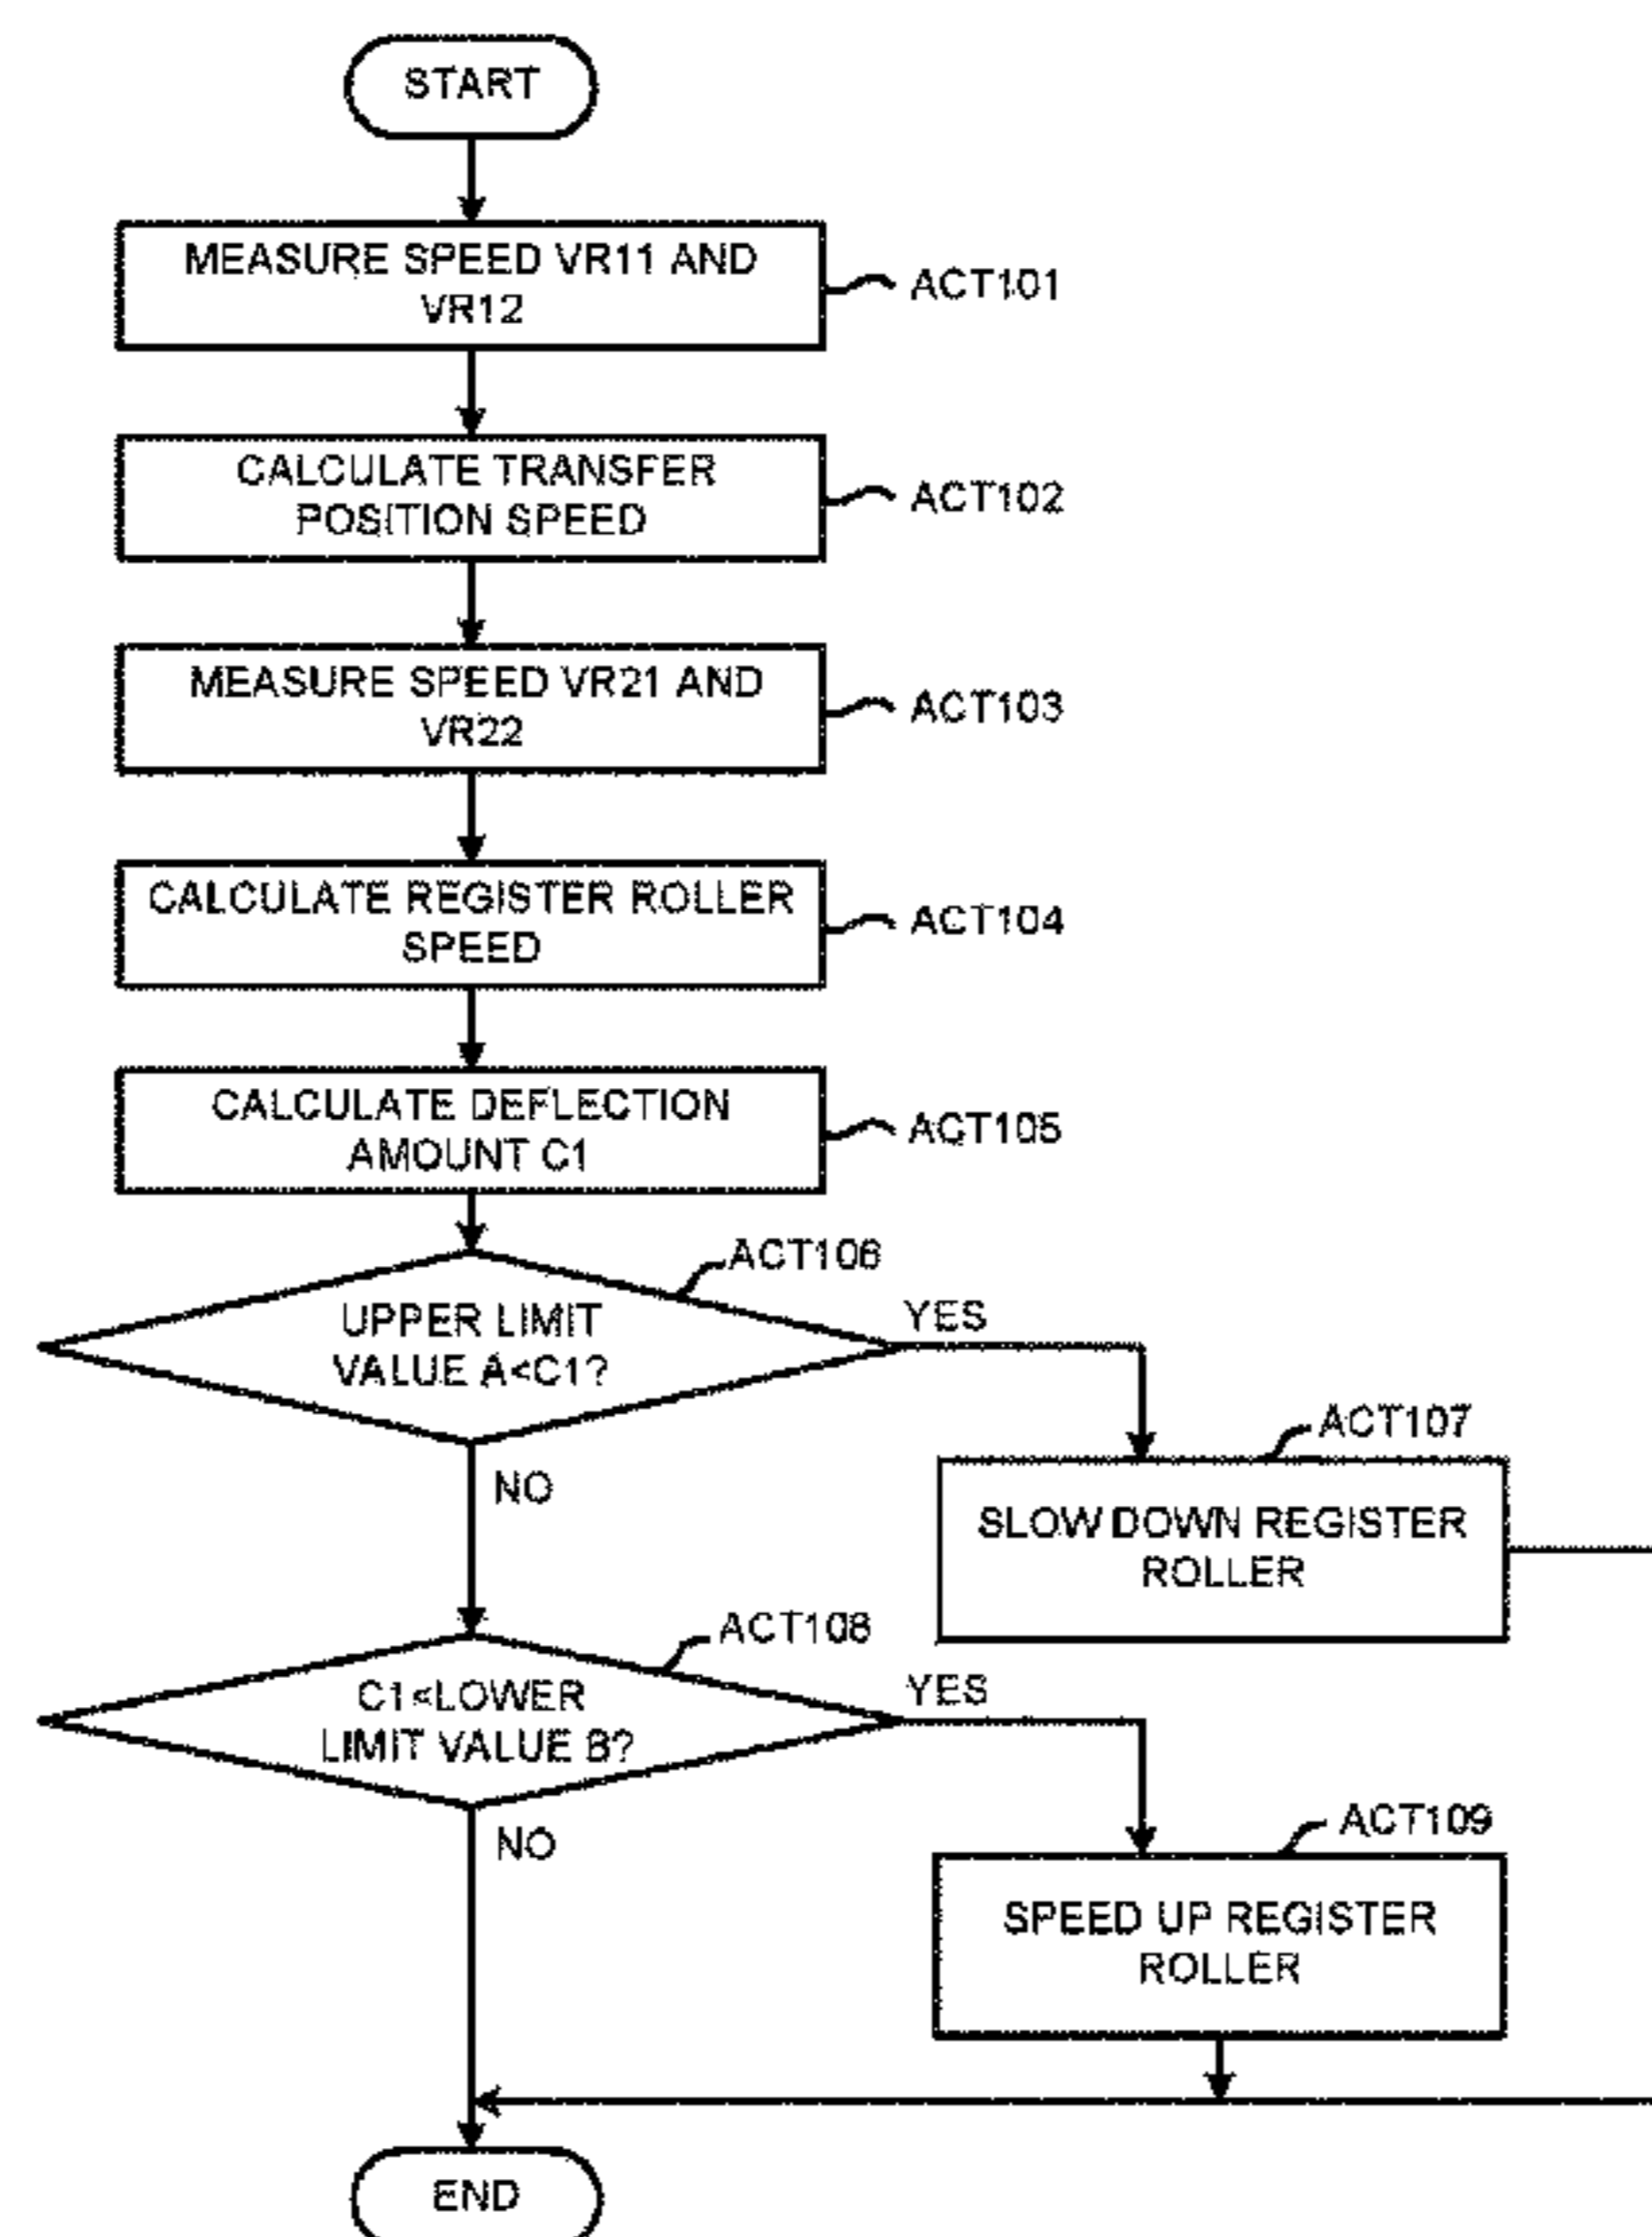 START
MEASURE SPEED VR11 AND
VR12
ACT101
CALCULATE TRANSFER
POSITION SPEED
ACT102
MEASURE SPEED VR21 AND
VR22
ACT103
CALCULATE REGISTER ROLLER
SPEED
ACT104
CALCULATE DEFLECTION
AMOUNT C1
ACT105
ACT106
UPPER LIMIT
VALUE A<C1?
YES
NO
ACT107
SLOW DOWN REGISTER
ROLLER
ACT108
C1<LOWER
LIMIT VALUE B?
YES
NO
ACT109
SPEED UP REGISTER
ROLLER
END